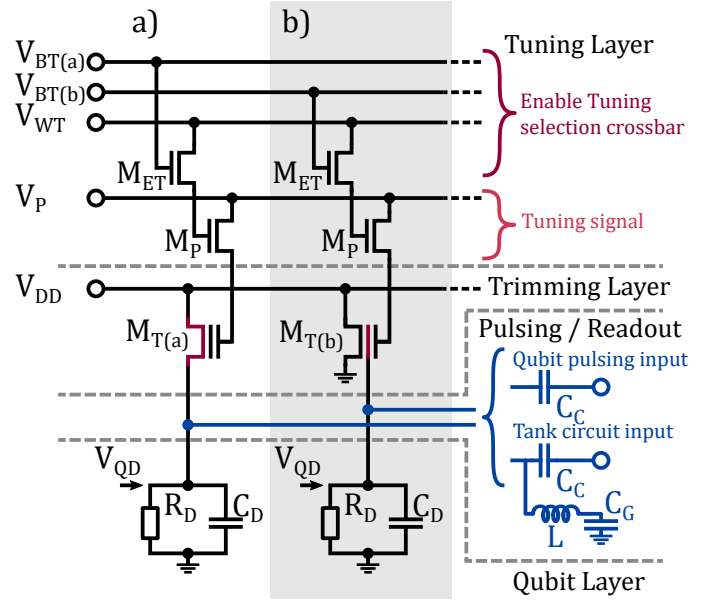 a)
b)
Tuning Layer
V_BT(a)
V_BT(b)
V_WT
Enable Tuning
selection crossbar
M_ET
M_ET
V_P
M_P
M_P
Tuning signal
V_DD
Trimming Layer
M_T(a)
M_T(b)
Pulsing / Readout
Qubit pulsing input
C_C
Tank circuit input
C_C
V_QD
R_D
C_D
V_QD
R_D
C_D
C_G
L
Qubit Layer